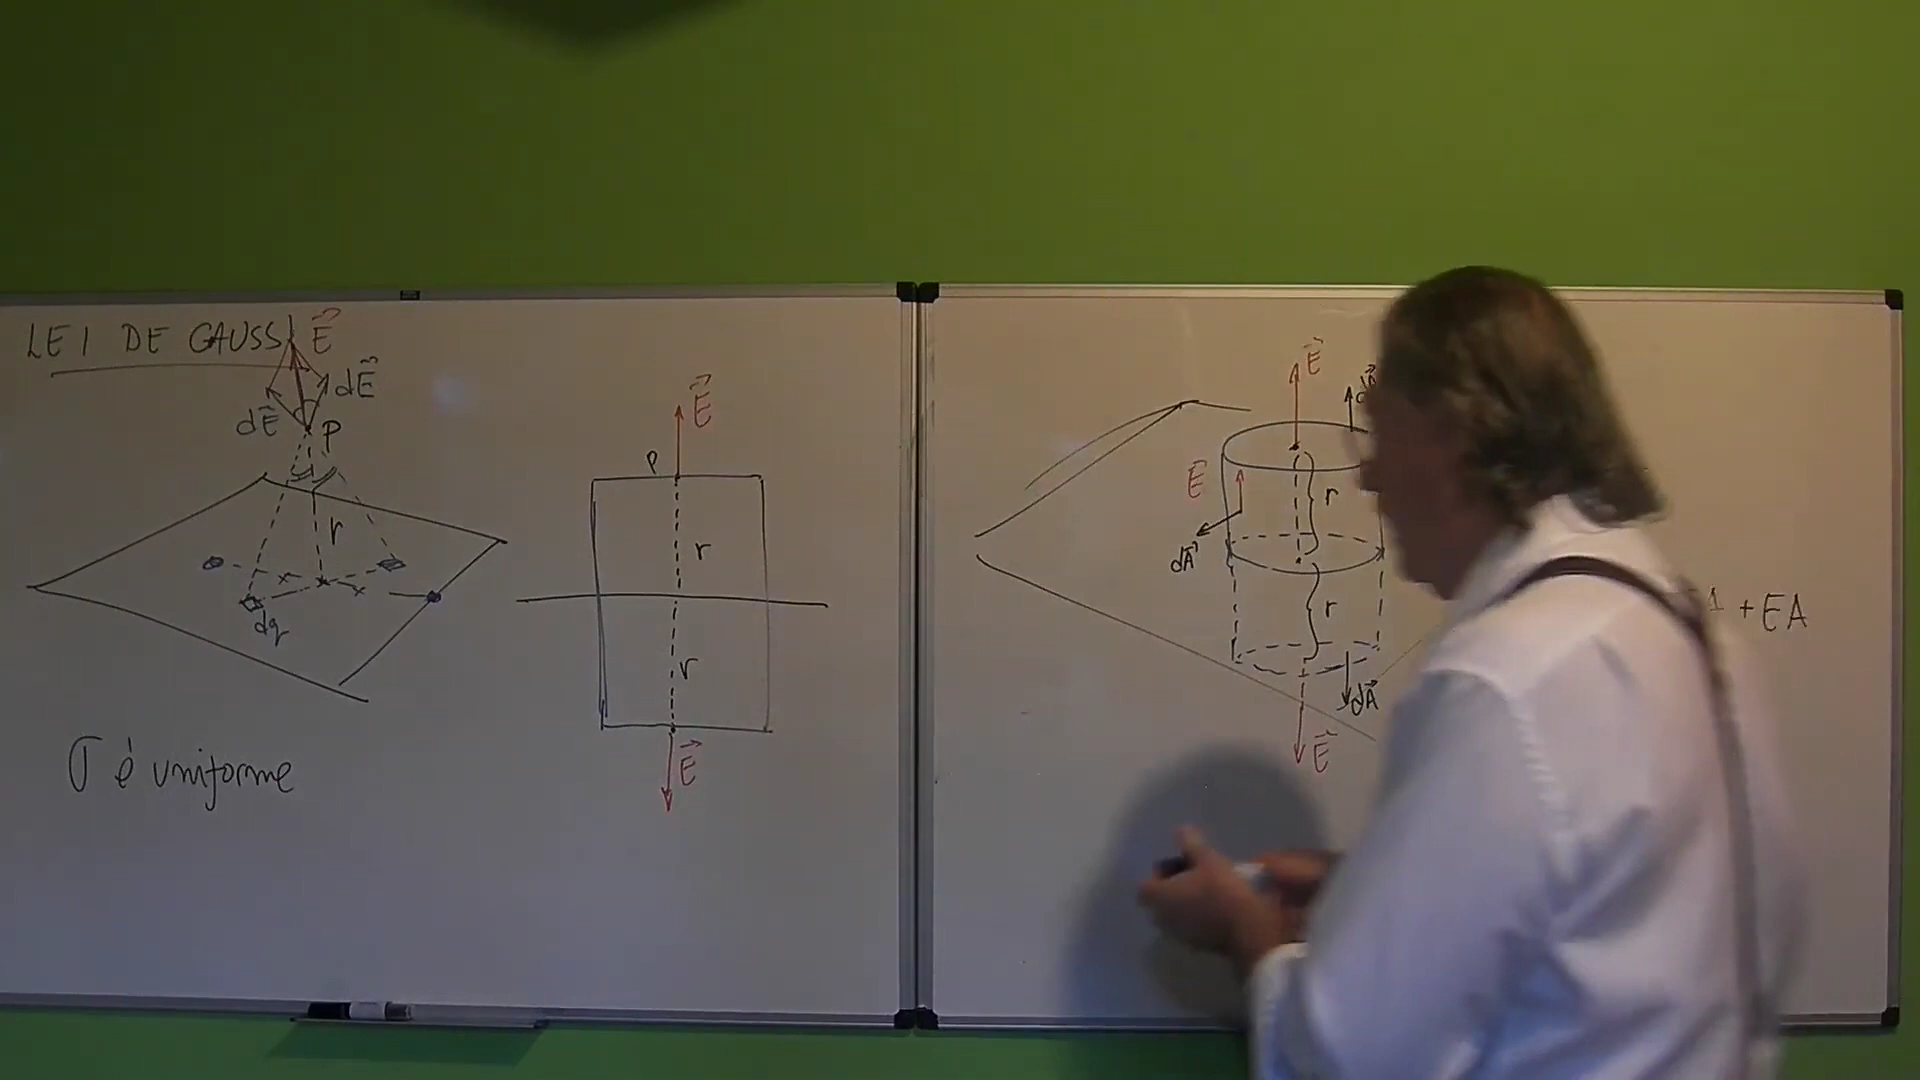 LEI DE GAUSS
E⃗
dE⃗
dE⃗
P
r
dq
σ é uniforme
E⃗
P
r
r
E⃗
E⃗
E
r
dA⃗
r
dA⃗
E⃗
+ EA